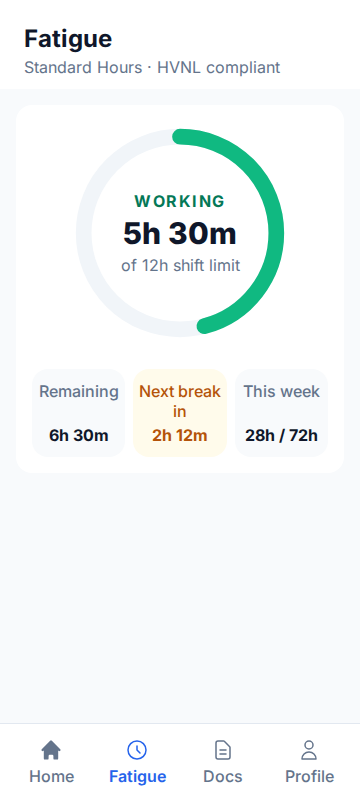 Fatigue
Standard Hours · HVNL compliant
WORKING
5h 30m
of 12h shift limit
Remaining
6h 30m
Next break
in
2h 12m
This week
28h / 72h
Home
Fatigue
Docs
Profile